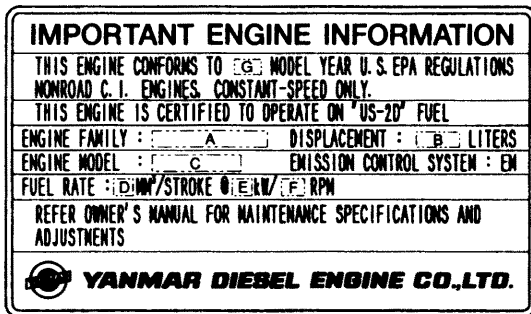 IMPORTANT ENGINE INFORMATION
THIS ENGINE CONFORMS TO G MODEL YEAR U.S. EPA REGULATIONS
NONROAD C.I. ENGINES. CONSTANT-SPEED ONLY.
THIS ENGINE IS CERTIFIED TO OPERATE ON "US-2D" FUEL
ENGINE FAMILY : A DISPLACEMENT : B LITERS
ENGINE MODEL : C EMISSION CONTROL SYSTEM : EM
FUEL RATE : D MM³/STROKE @ E kW/ F RPM
REFER OWNER'S MANUAL FOR MAINTENANCE SPECIFICATIONS AND
ADJUSTMENTS
YANMAR DIESEL ENGINE CO.,LTD.